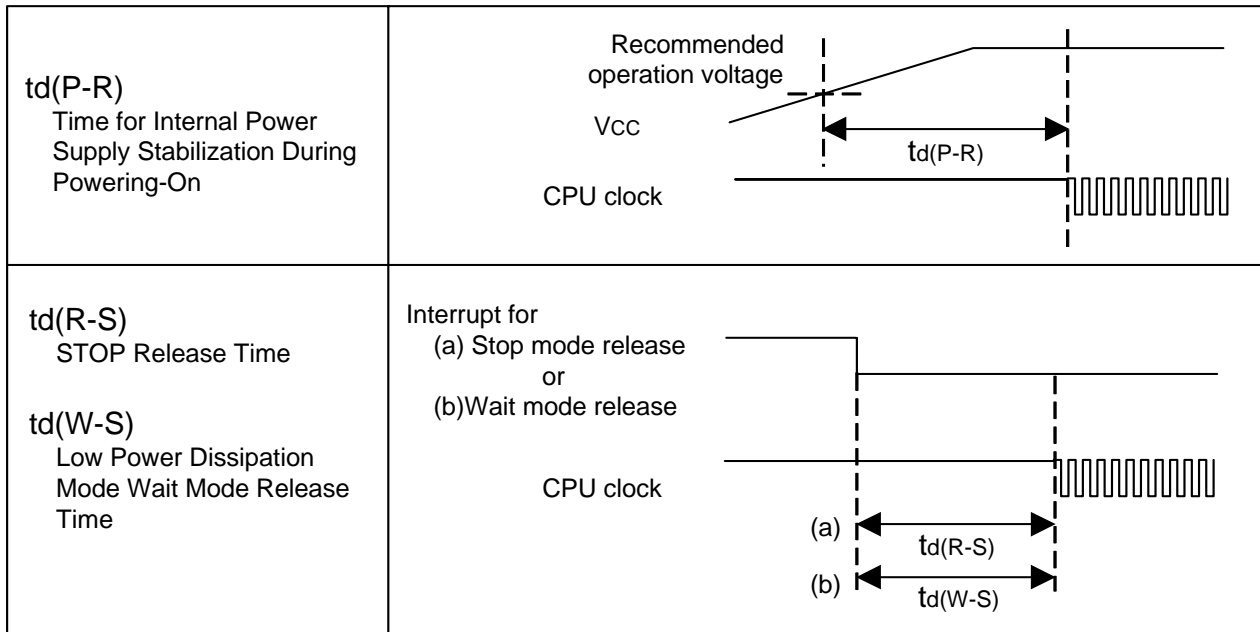 td(P-R)
Time for Internal Power
Supply Stabilization During
Powering-On
Recommended
operation voltage
VCC
td(P-R)
CPU clock
td(R-S)
STOP Release Time
td(W-S)
Low Power Dissipation
Mode Wait Mode Release
Time
Interrupt for
(a) Stop mode release
or
(b)Wait mode release
CPU clock
(a)
td(R-S)
(b)
td(W-S)